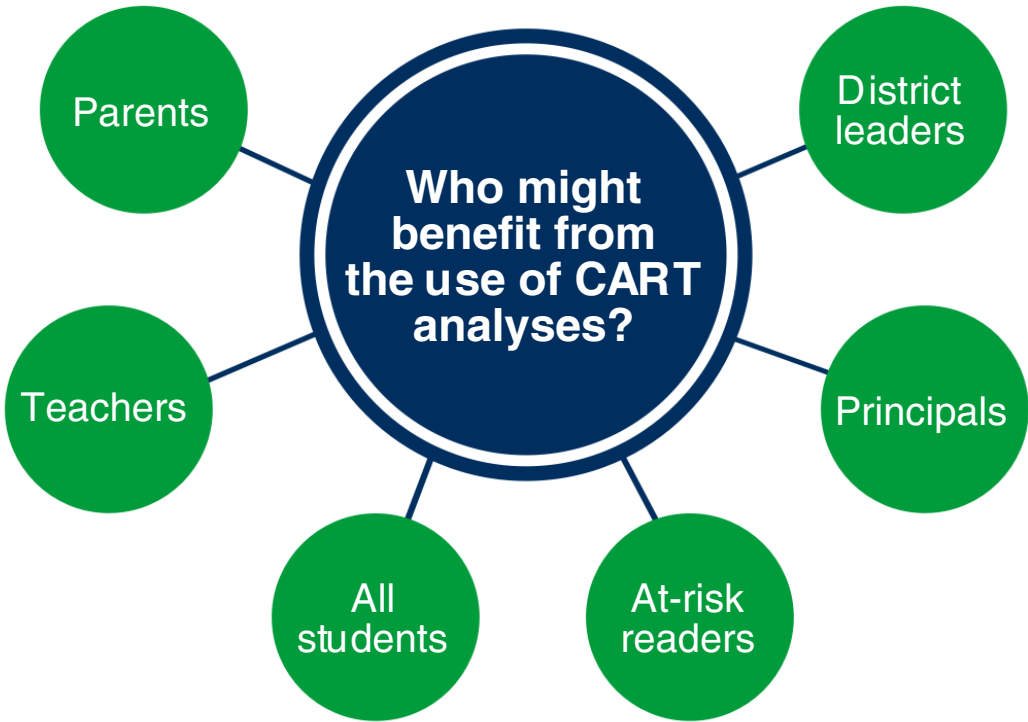 Parents
District
leaders
Who might
benefit from
the use of CART
analyses?
Teachers
Principals
All
students
At-risk
readers